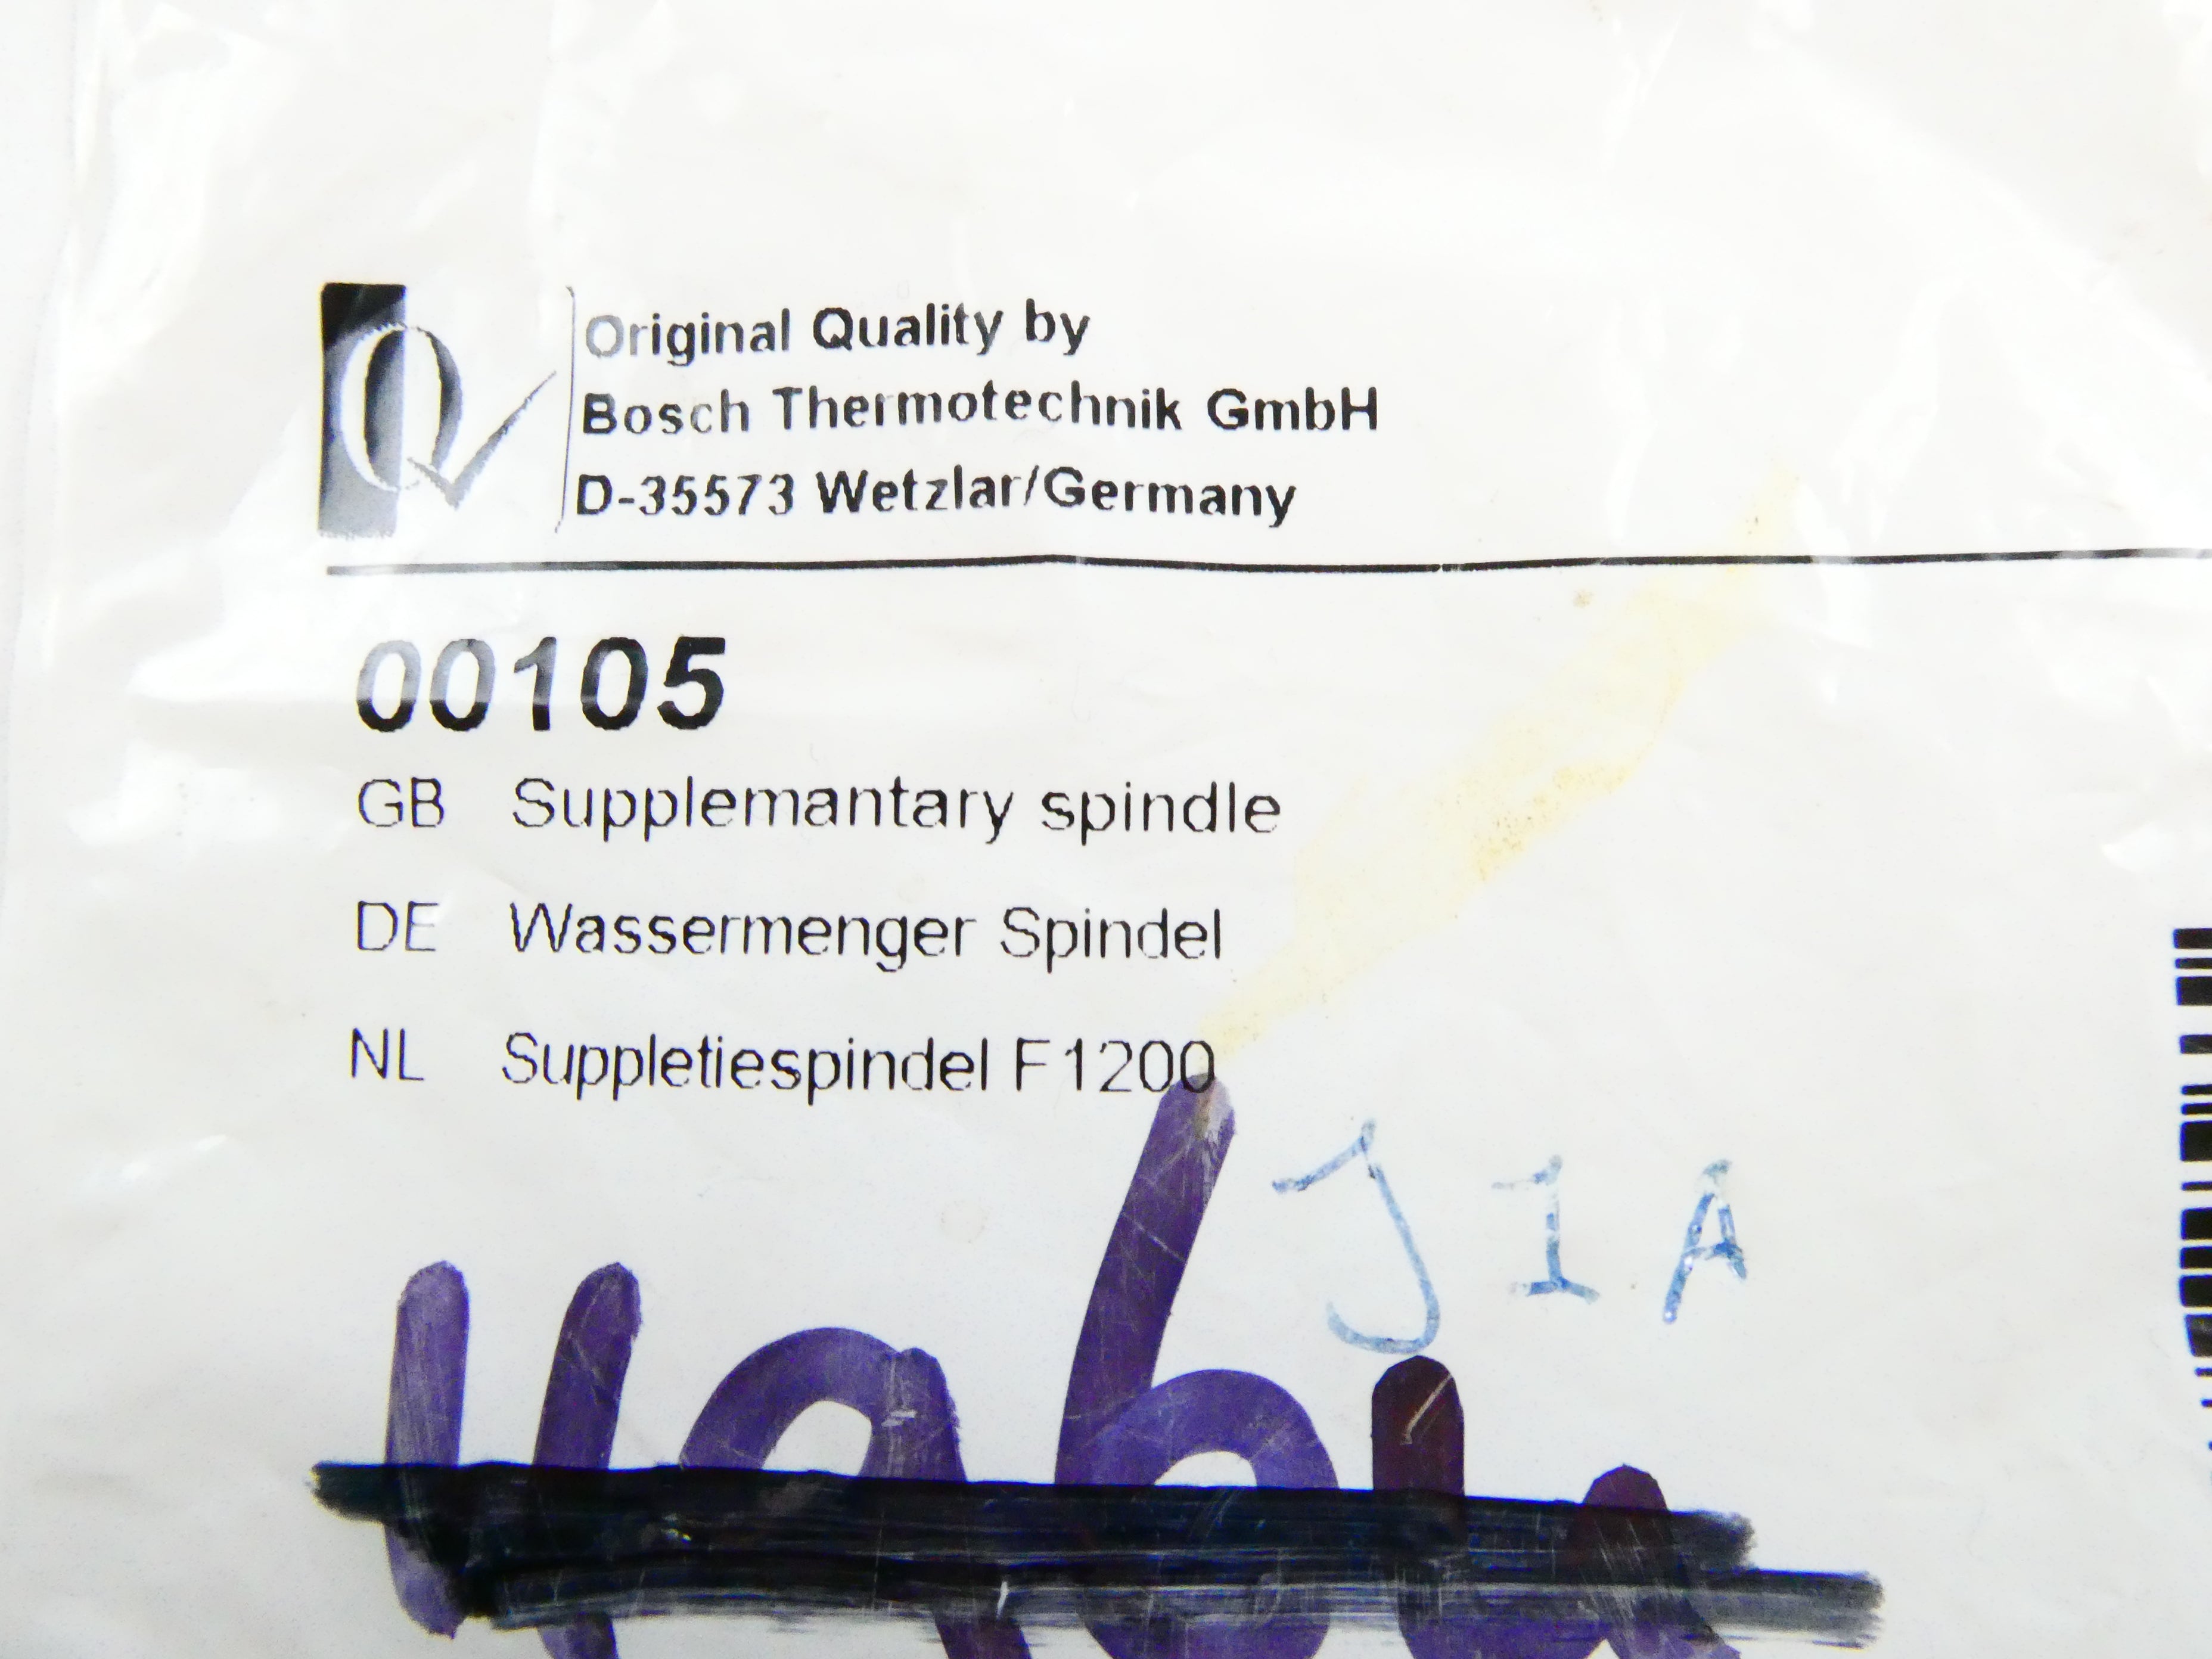 Original Quality by
Bosch Thermotechnik GmbH
D-35573 Wetzlar/Germany
00105
GB Supplemantary spindle
DE Wassermenger Spindel
NL Suppletiespindel F1200
J I A